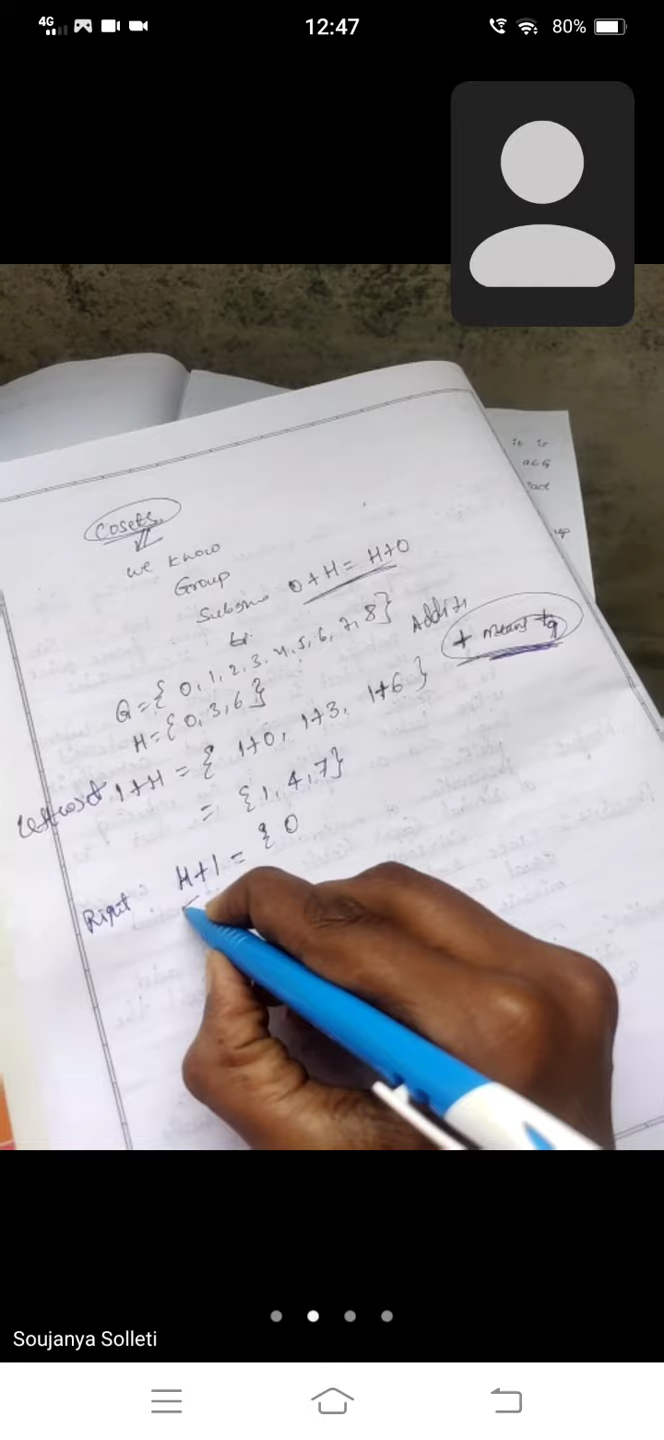 4G 12:47 80%
Cosets
we know
Group
0+H = H+0
G = { 0, 1, 2, 3, 4, 5, 6, 7, 8 }
+ means +9
H = { 0, 3, 6 }
Left coset 1+H = { 1+0, 1+3, 1+6 }
= { 1, 4, 7 }
Right H+1 = { 0
Soujanya Solleti